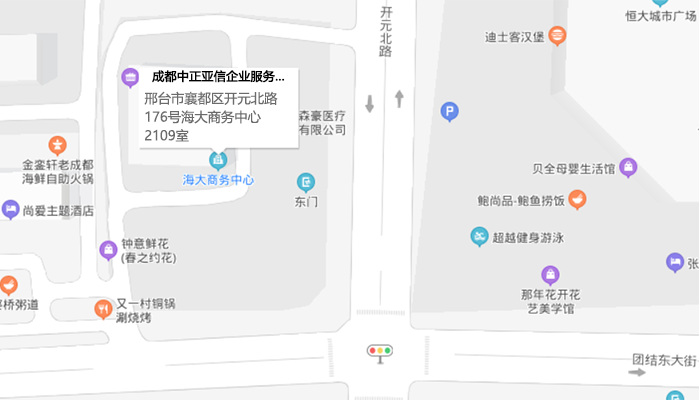 恒大城市广场
开元北路
迪士客汉堡
成都中正亚信企业服务...
邢台市襄都区开元北路
176号海大商务中心
2109室
森豪医疗
有限公司
P
海大商务中心
东门
金銮轩老成都
海鲜自助火锅
尚爱主题酒店
贝全母婴生活馆
鲍尚品-鲍鱼捞饭
超越健身游泳
钟意鲜花
(春之约花)
张
那年花开花
艺美学馆
桥粥道
又一村铜锅
涮烧烤
团结东大街